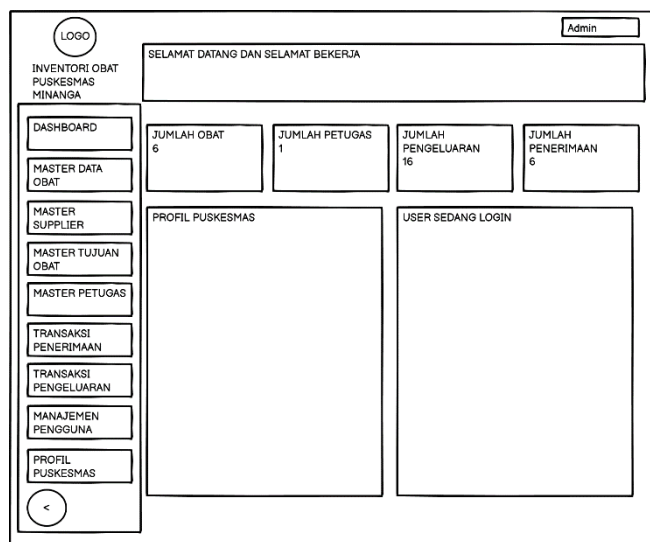 LOGO
Admin
INVENTORI OBAT
PUSKESMAS
MINANGA
SELAMAT DATANG DAN SELAMAT BEKERJA
DASHBOARD
MASTER DATA
OBAT
MASTER
SUPPLIER
MASTER TUJUAN
OBAT
MASTER PETUGAS
TRANSAKSI
PENERIMAAN
TRANSAKSI
PENGELUARAN
MANAJEMEN
PENGGUNA
PROFIL
PUSKESMAS
<
JUMLAH OBAT
6
JUMLAH PETUGAS
1
JUMLAH
PENGELUARAN
16
JUMLAH
PENERIMAAN
6
PROFIL PUSKESMAS
USER SEDANG LOGIN